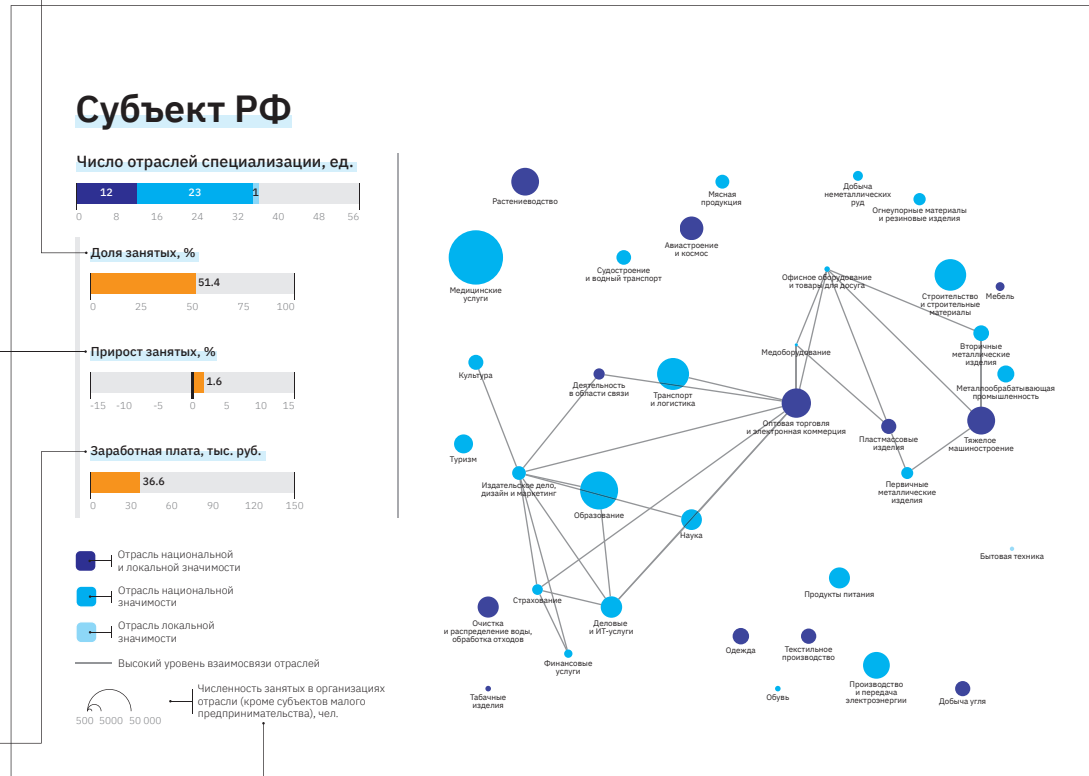 Субъект РФ
Число отраслей специализации, ед.
12 23 1
0 8 16 24 32 40 48 56
Доля занятых, %
51.4
0 25 50 75 100
Прирост занятых, %
1.6
-15 -10 -5 0 5 10 15
Заработная плата, тыс. руб.
36.6
0 30 60 90 120 150
Отрасль национальной
и локальной значимости
Отрасль национальной
значимости
Отрасль локальной
значимости
Высокий уровень взаимосвязи отраслей
500 5000 50 000
Численность занятых в организациях
отрасли (кроме субъектов малого
предпринимательства), чел.
Растениеводство
Мясная
продукция
Добыча
неметаллических
руд
Огнеупорные материалы
и резиновые изделия
Авиастроение
и космос
Медицинские
услуги
Судостроение
и водный транспорт
Офисное оборудование
и товары для досуга
Строительство
и строительные
материалы
Мебель
Вторичные
металлические
изделия
Медоборудование
Культура
Деятельность
в области связи
Транспорт
и логистика
Металлообрабатывающая
промышленность
Оптовая торговля
и электронная коммерция
Пластмассовые
изделия
Тяжелое
машиностроение
Туризм
Издательское дело,
дизайн и маркетинг
Образование
Первичные
металлические
изделия
Наука
Бытовая техника
Страхование
Продукты питания
Очистка
и распределение воды,
обработка отходов
Деловые
и ИТ-услуги
Финансовые
услуги
Одежда
Текстильное
производство
Производство
и передача
электроэнергии
Табачные
изделия
Обувь
Добыча угля